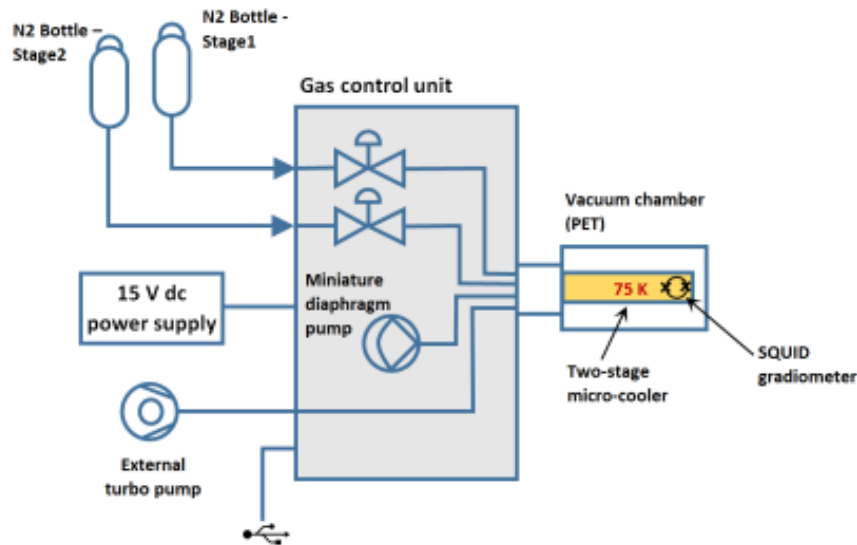 N2 Bottle –
Stage2
N2 Bottle -
Stage1
Gas control unit
Vacuum chamber
(PET)
15 V dc
power supply
Miniature
diaphragm
pump
75 K
Two-stage
micro-cooler
SQUID
gradiometer
External
turbo pump